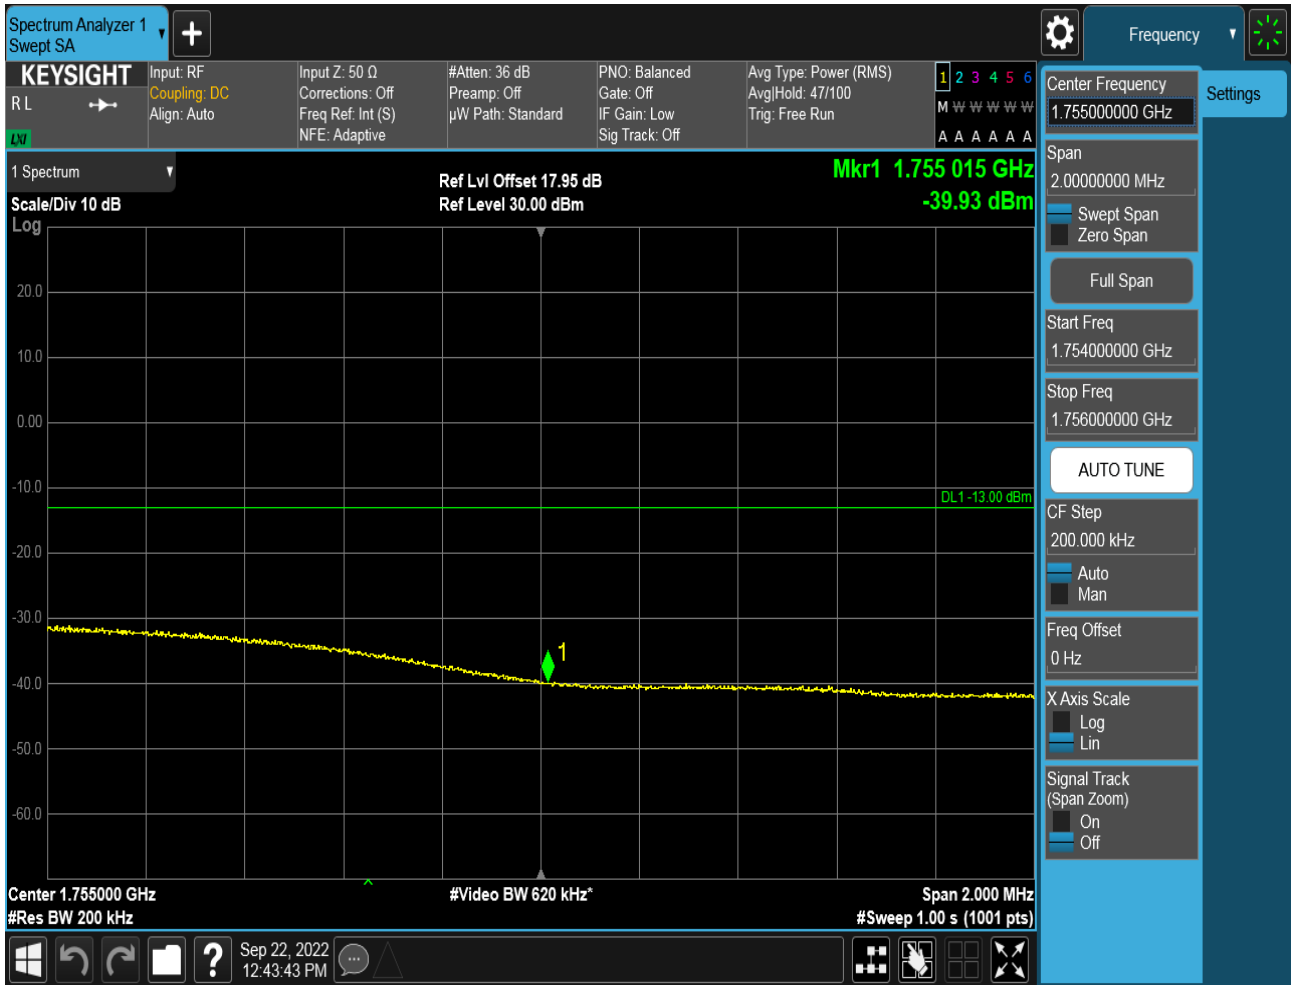 Spectrum Analyzer 1
Swept SA
Frequency
KEYSIGHT
R L
LXI
Input: RF
Coupling: DC
Align: Auto
Input Z: 50 Ω
Corrections: Off
Freq Ref: Int (S)
NFE: Adaptive
#Atten: 36 dB
Preamp: Off
µW Path: Standard
PNO: Balanced
Gate: Off
IF Gain: Low
Sig Track: Off
Avg Type: Power (RMS)
Avg|Hold: 47/100
Trig: Free Run
1 2 3 4 5 6
M W W W W W
A A A A A A
1 Spectrum
Scale/Div 10 dB
Log
Ref Lvl Offset 17.95 dB
Ref Level 30.00 dBm
Mkr1 1.755 015 GHz
-39.93 dBm
20.0
10.0
0.00
-10.0
DL1 -13.00 dBm
-20.0
-30.0
1
-40.0
-50.0
-60.0
Center 1.755000 GHz
#Res BW 200 kHz
#Video BW 620 kHz*
Span 2.000 MHz
#Sweep 1.00 s (1001 pts)
?
Sep 22, 2022
12:43:43 PM
Center Frequency
1.755000000 GHz
Settings
Span
2.00000000 MHz
Swept Span
Zero Span
Full Span
Start Freq
1.754000000 GHz
Stop Freq
1.756000000 GHz
AUTO TUNE
CF Step
200.000 kHz
Auto
Man
Freq Offset
0 Hz
X Axis Scale
Log
Lin
Signal Track
(Span Zoom)
On
Off